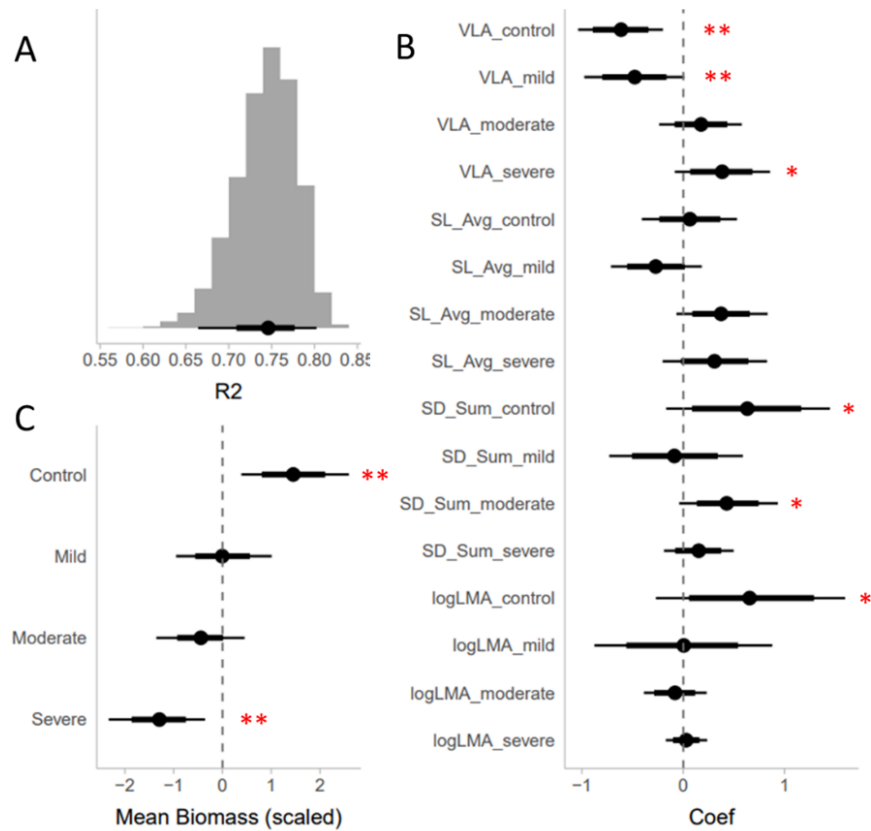 A
0.55 0.60 0.65 0.70 0.75 0.80 0.85
R2
B
VLA_control **
VLA_mild **
VLA_moderate
VLA_severe *
SL_Avg_control
SL_Avg_mild
SL_Avg_moderate
SL_Avg_severe
SD_Sum_control *
SD_Sum_mild
SD_Sum_moderate *
SD_Sum_severe
logLMA_control *
logLMA_mild
logLMA_moderate
logLMA_severe
−1 0 1
Coef
C
Control **
Mild
Moderate
Severe **
−2 −1 0 1 2
Mean Biomass (scaled)